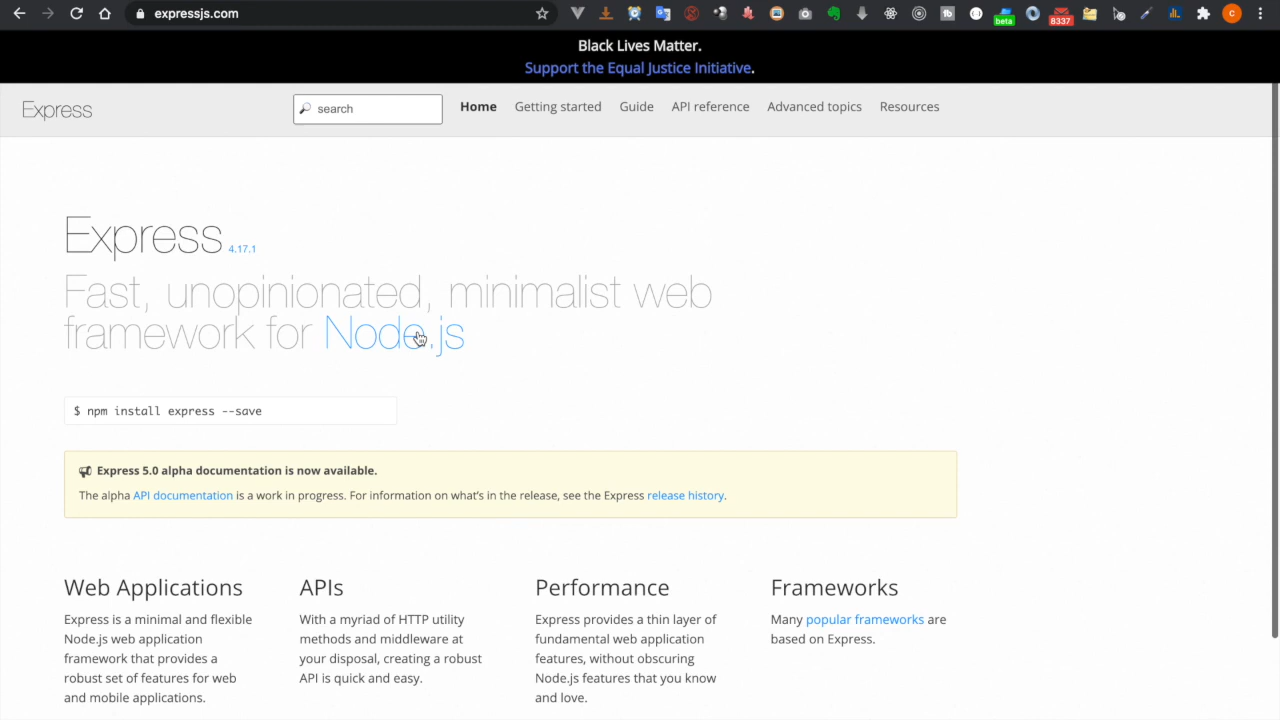 expressjs.com
beta
8337
C
Black Lives Matter.
Support the Equal Justice Initiative.
Express
search
Home
Getting started
Guide
API reference
Advanced topics
Resources
Express 4.17.1
Fast, unopinionated, minimalist web
framework for Node.js
$ npm install express --save
Express 5.0 alpha documentation is now available.
The alpha API documentation is a work in progress. For information on what's in the release, see the Express release history.
Web Applications
Express is a minimal and flexible
Node.js web application
framework that provides a
robust set of features for web
and mobile applications.
APIs
With a myriad of HTTP utility
methods and middleware at
your disposal, creating a robust
API is quick and easy.
Performance
Express provides a thin layer of
fundamental web application
features, without obscuring
Node.js features that you know
and love.
Frameworks
Many popular frameworks are
based on Express.